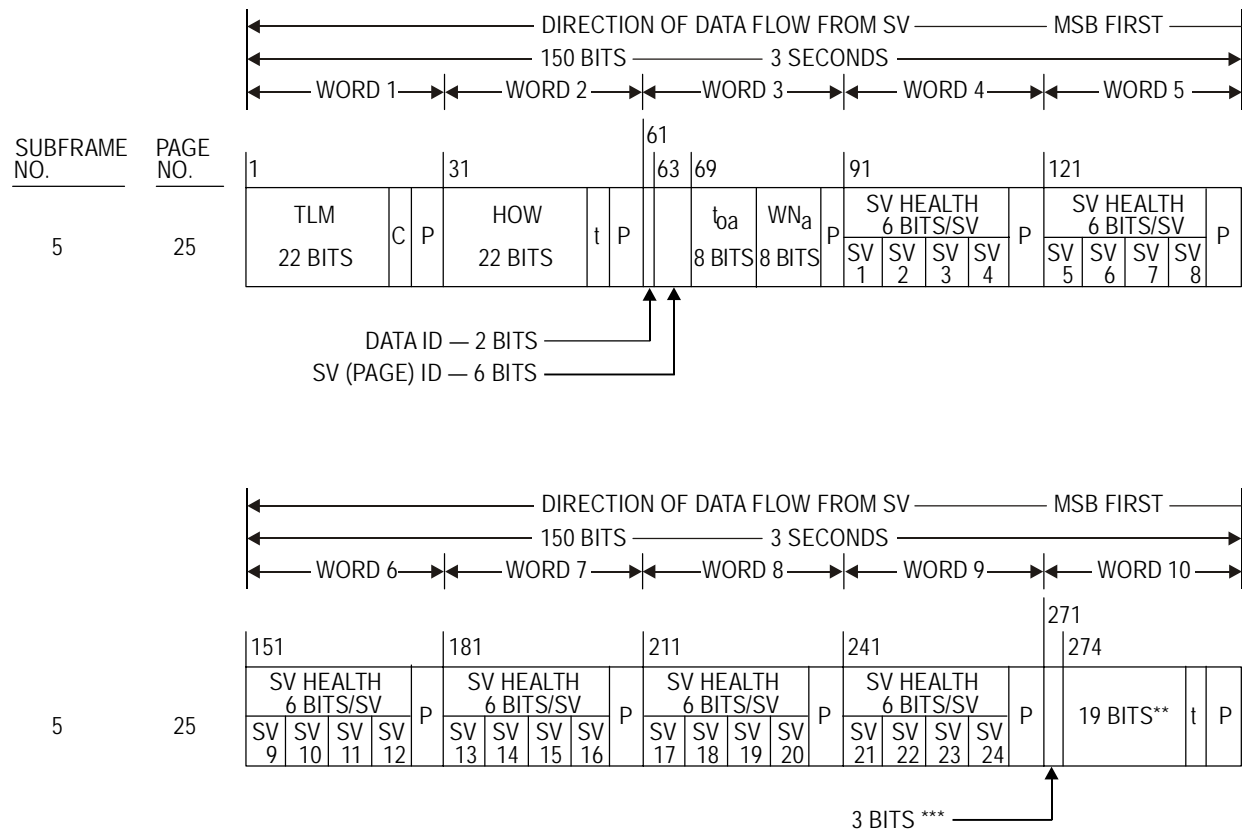 DIRECTION OF DATA FLOW FROM SV MSB FIRST
150 BITS 3 SECONDS
WORD 1 WORD 2 WORD 3 WORD 4 WORD 5
SUBFRAME NO. PAGE NO.
61
1 31 63 69 91 121
5 25
TLM 22 BITS C P
HOW 22 BITS t P
toa 8 BITS WNa 8 BITS P
SV HEALTH 6 BITS/SV P
SV 1 SV 2 SV 3 SV 4
SV HEALTH 6 BITS/SV P
SV 5 SV 6 SV 7 SV 8
DATA ID — 2 BITS
SV (PAGE) ID — 6 BITS
DIRECTION OF DATA FLOW FROM SV MSB FIRST
150 BITS 3 SECONDS
WORD 6 WORD 7 WORD 8 WORD 9 WORD 10
271
151 181 211 241 274
5 25
SV HEALTH 6 BITS/SV P
SV 9 SV 10 SV 11 SV 12
SV HEALTH 6 BITS/SV P
SV 13 SV 14 SV 15 SV 16
SV HEALTH 6 BITS/SV P
SV 17 SV 18 SV 19 SV 20
SV HEALTH 6 BITS/SV P
SV 21 SV 22 SV 23 SV 24
19 BITS** t P
3 BITS ***